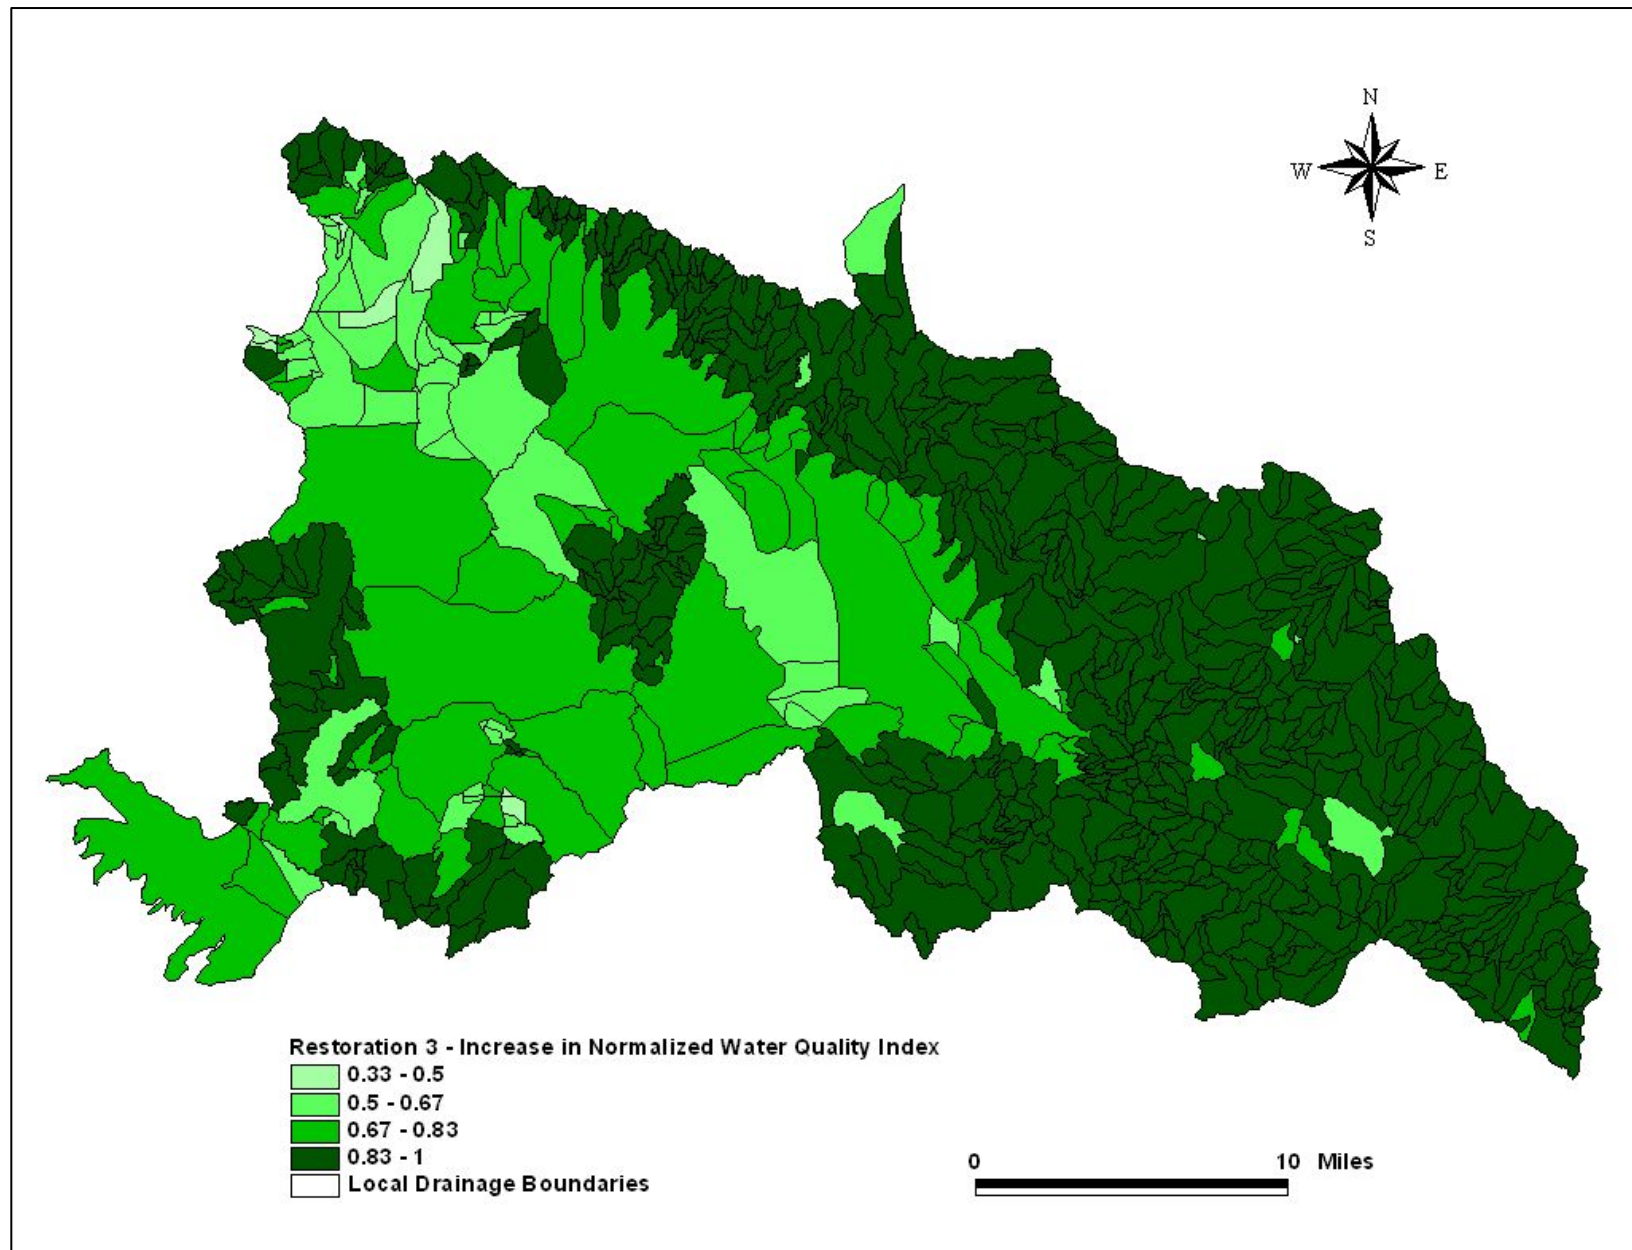 N
W E
S
Restoration 3 - Increase in Normalized Water Quality Index
0.33 - 0.5
0.5 - 0.67
0.67 - 0.83
0.83 - 1
Local Drainage Boundaries
0 10 Miles